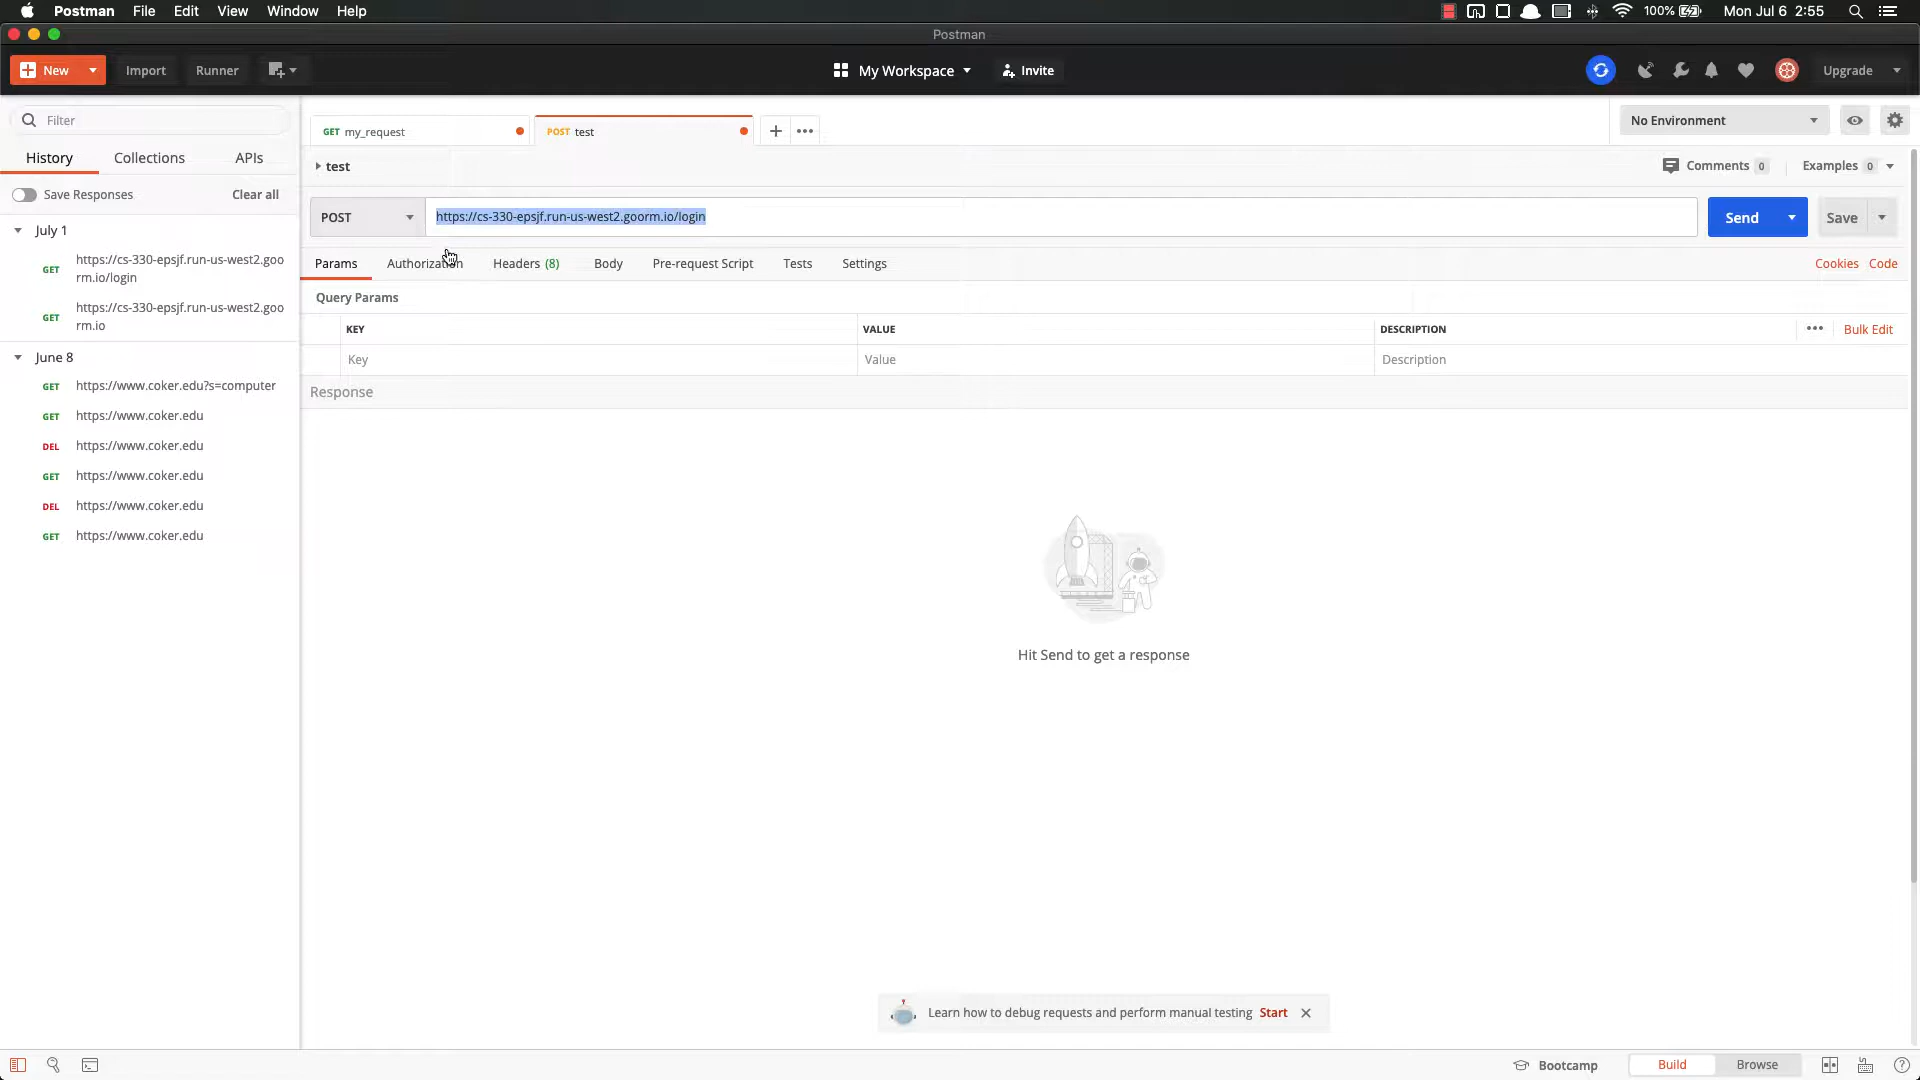 Postman File Edit View Window Help 100% Mon Jul 6 2:55
Postman
New Import Runner My Workspace Invite Upgrade
Filter
GET my_request POST test No Environment
History Collections APIs
test Comments 0 Examples 0
Save Responses Clear all
POST https://cs-330-epsjf.run-us-west2.goorm.io/login Send Save
July 1
GET https://cs-330-epsjf.run-us-west2.goo
rm.io/login
GET https://cs-330-epsjf.run-us-west2.goo
rm.io
June 8
GET https://www.coker.edu?s=computer
GET https://www.coker.edu
DEL https://www.coker.edu
GET https://www.coker.edu
DEL https://www.coker.edu
GET https://www.coker.edu
Params Authorization Headers (8) Body Pre-request Script Tests Settings Cookies Code
Query Params
KEY VALUE DESCRIPTION Bulk Edit
Key Value Description
Response
Hit Send to get a response
Learn how to debug requests and perform manual testing Start
Bootcamp Build Browse